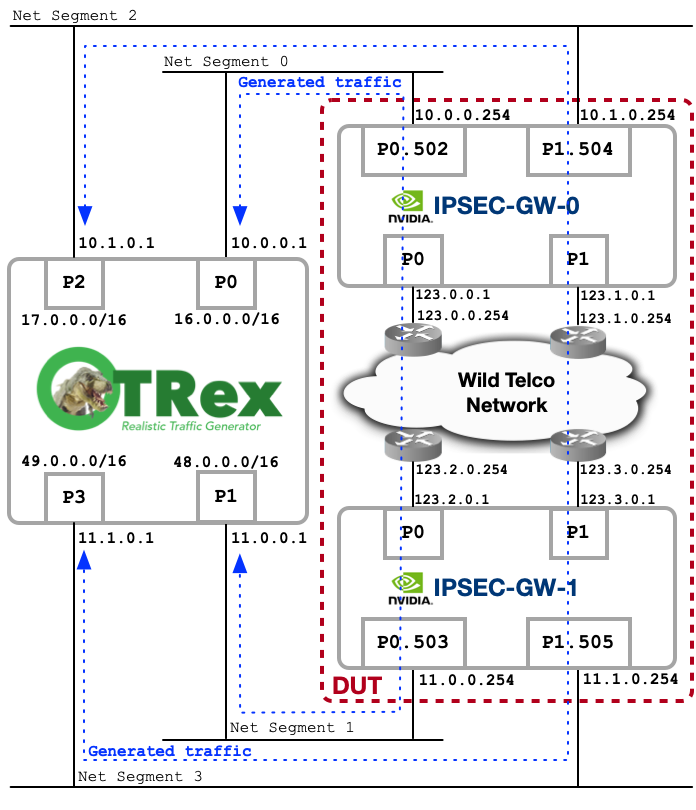 Net Segment 2
Net Segment 0
Generated traffic
10.0.0.254
10.1.0.254
P0.502
P1.504
NVIDIA.
IPSEC-GW-0
10.1.0.1
10.0.0.1
P0
P1
P2
P0
123.0.0.1
123.1.0.1
17.0.0.0/16
16.0.0.0/16
123.0.0.254
123.1.0.254
TRex
Realistic Traffic Generator
Wild Telco
Network
49.0.0.0/16
48.0.0.0/16
123.2.0.254
123.3.0.254
P3
P1
123.2.0.1
123.3.0.1
11.1.0.1
11.0.0.1
P0
P1
NVIDIA.
IPSEC-GW-1
P0.503
P1.505
DUT
11.0.0.254
11.1.0.254
Net Segment 1
Generated traffic
Net Segment 3